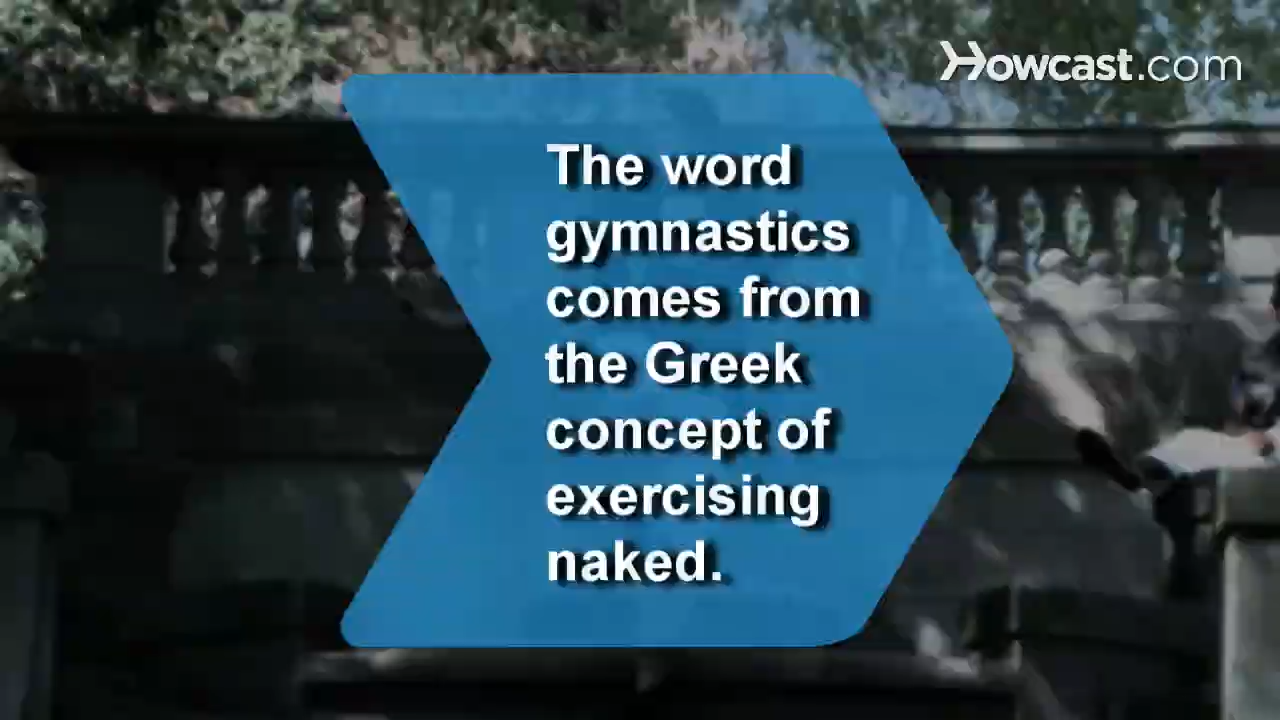 Howcast.com
The word
gymnastics
comes from
the Greek
concept of
exercising
naked.